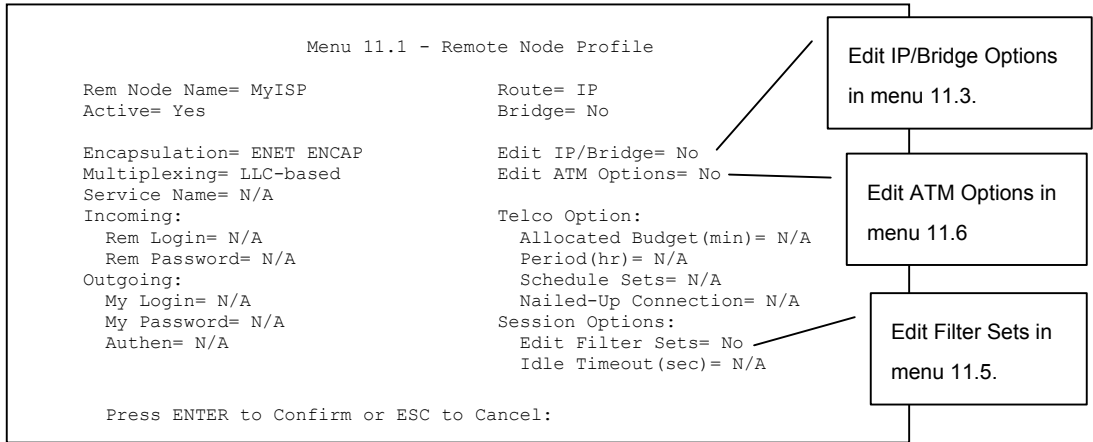 Menu 11.1 - Remote Node Profile
Rem Node Name= MyISP Route= IP
Active= Yes Bridge= No
Encapsulation= ENET ENCAP Edit IP/Bridge= No
Multiplexing= LLC-based Edit ATM Options= No
Service Name= N/A
Incoming: Telco Option:
Rem Login= N/A Allocated Budget(min)= N/A
Rem Password= N/A Period(hr)= N/A
Outgoing: Schedule Sets= N/A
My Login= N/A Nailed-Up Connection= N/A
My Password= N/A Session Options:
Authen= N/A Edit Filter Sets= No
Idle Timeout(sec)= N/A
Press ENTER to Confirm or ESC to Cancel:
Edit IP/Bridge Options
in menu 11.3.
Edit ATM Options in
menu 11.6
Edit Filter Sets in
menu 11.5.